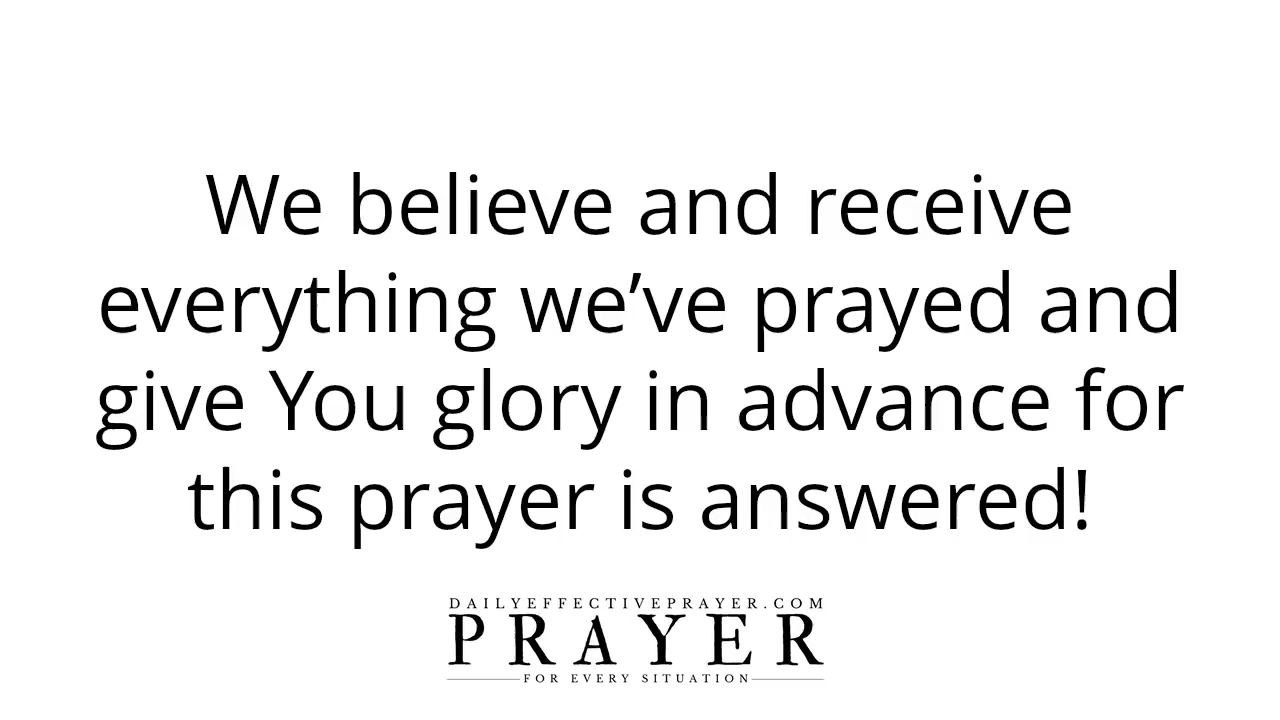 We believe and receive
everything we’ve prayed and
give You glory in advance for
this prayer is answered!
DAILYEFFECTIVEPRAYER.COM
PRAYER
FOR EVERY SITUATION